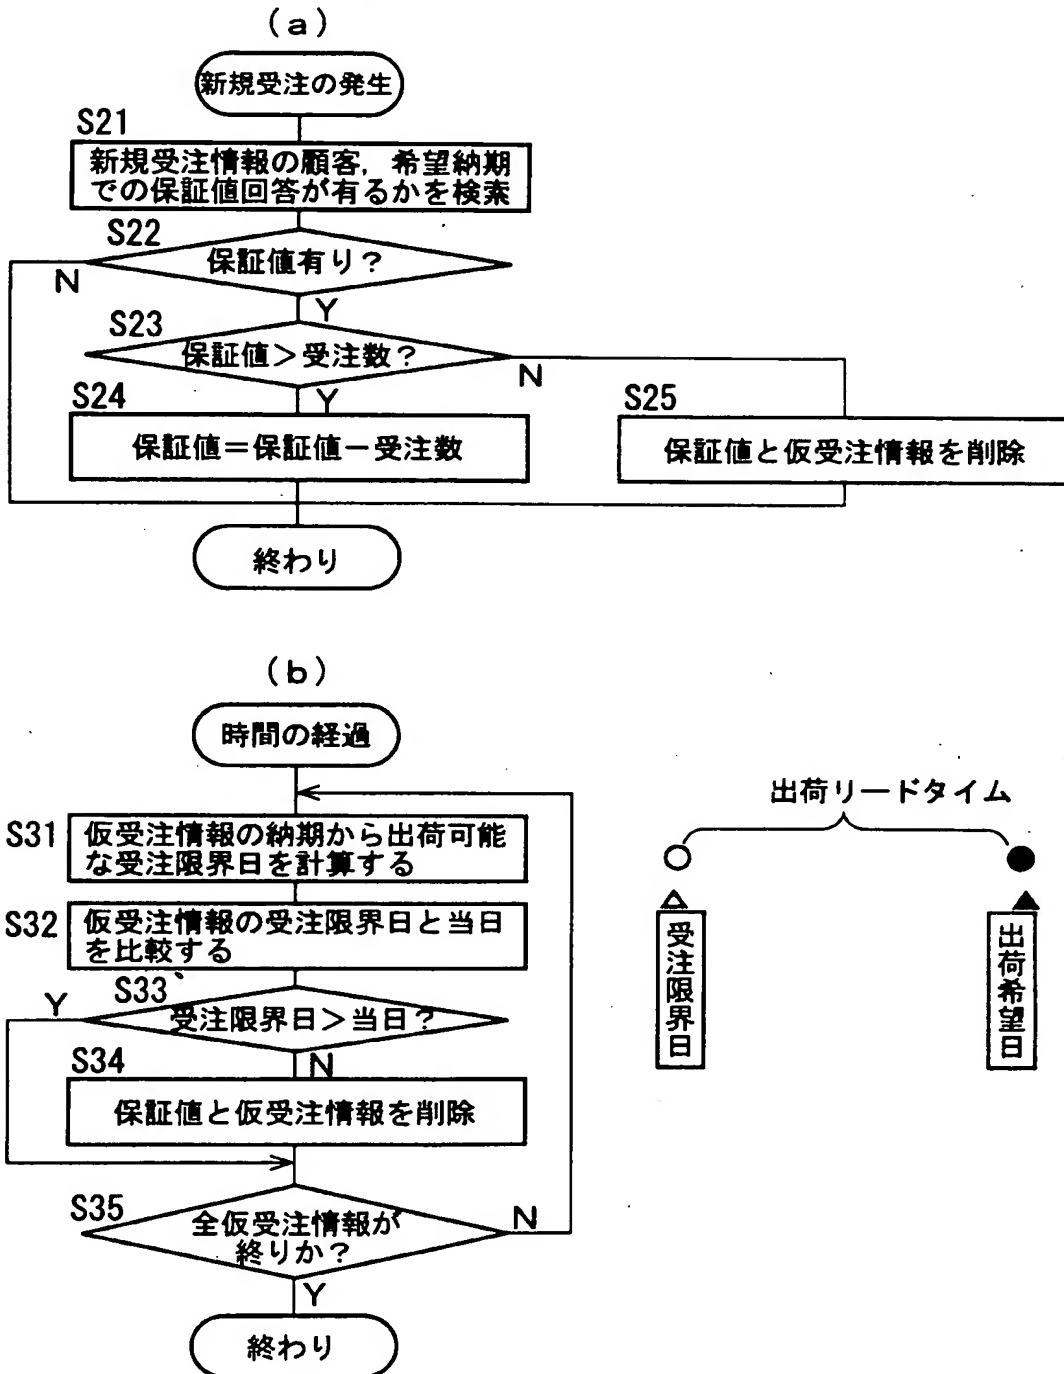 (a)
新規受注の発生
S21
新規受注情報の顧客，希望納期
での保証値回答が有るかを検索
S22
保証値有り？
N
Y
S23
保証値＞受注数？
N
Y
S24
保証値＝保証値－受注数
S25
保証値と仮受注情報を削除
終わり
(b)
時間の経過
S31
仮受注情報の納期から出荷可能
な受注限界日を計算する
S32
仮受注情報の受注限界日と当日
を比較する
S33
Y
受注限界日＞当日？
N
S34
保証値と仮受注情報を削除
S35
全仮受注情報が
終りか？
N
Y
終わり
出荷リードタイム
受注限界日
出荷希望日